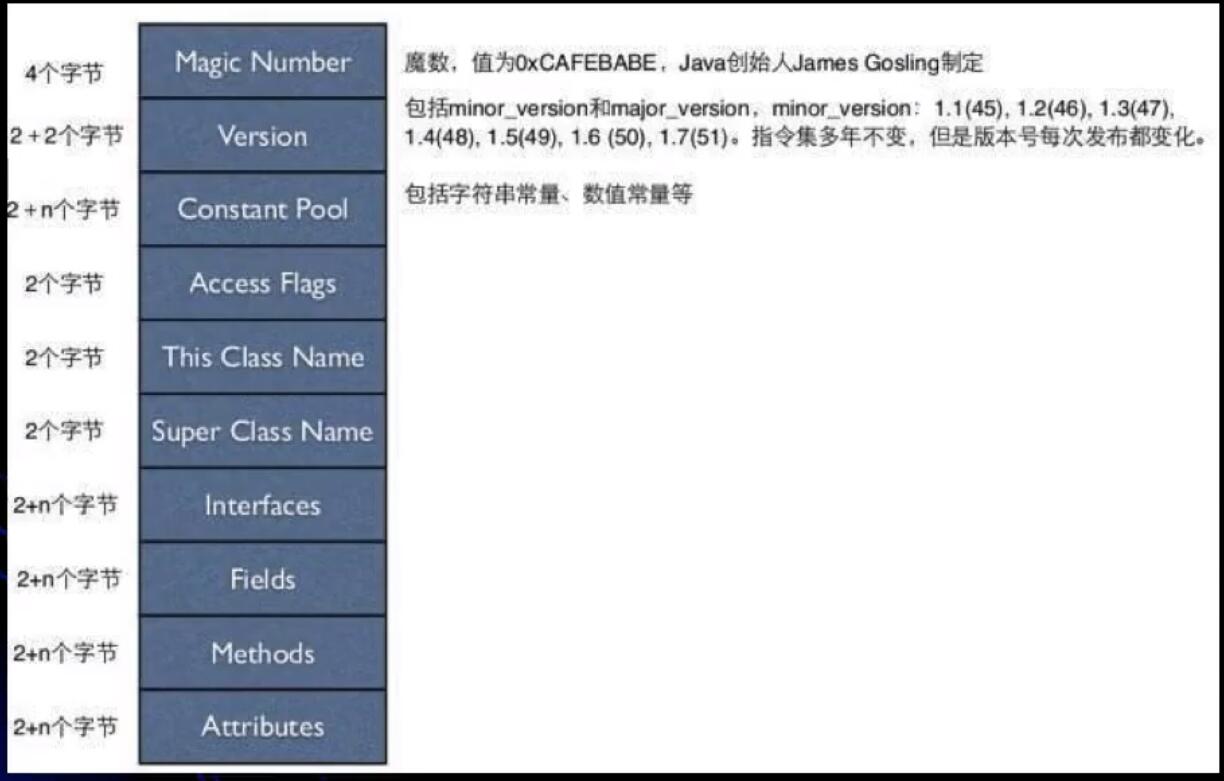 4个字节
Magic Number
魔数，值为0xCAFEBABE，Java创始人James Gosling制定
2+2个字节
Version
包括minor_version和major_version，minor_version：1.1(45), 1.2(46), 1.3(47),
1.4(48), 1.5(49), 1.6 (50), 1.7(51)。指令集多年不变，但是版本号每次发布都变化。
2+n个字节
Constant Pool
包括字符串常量、数值常量等
2个字节
Access Flags
2个字节
This Class Name
2个字节
Super Class Name
2+n个字节
Interfaces
2+n个字节
Fields
2+n个字节
Methods
2+n个字节
Attributes